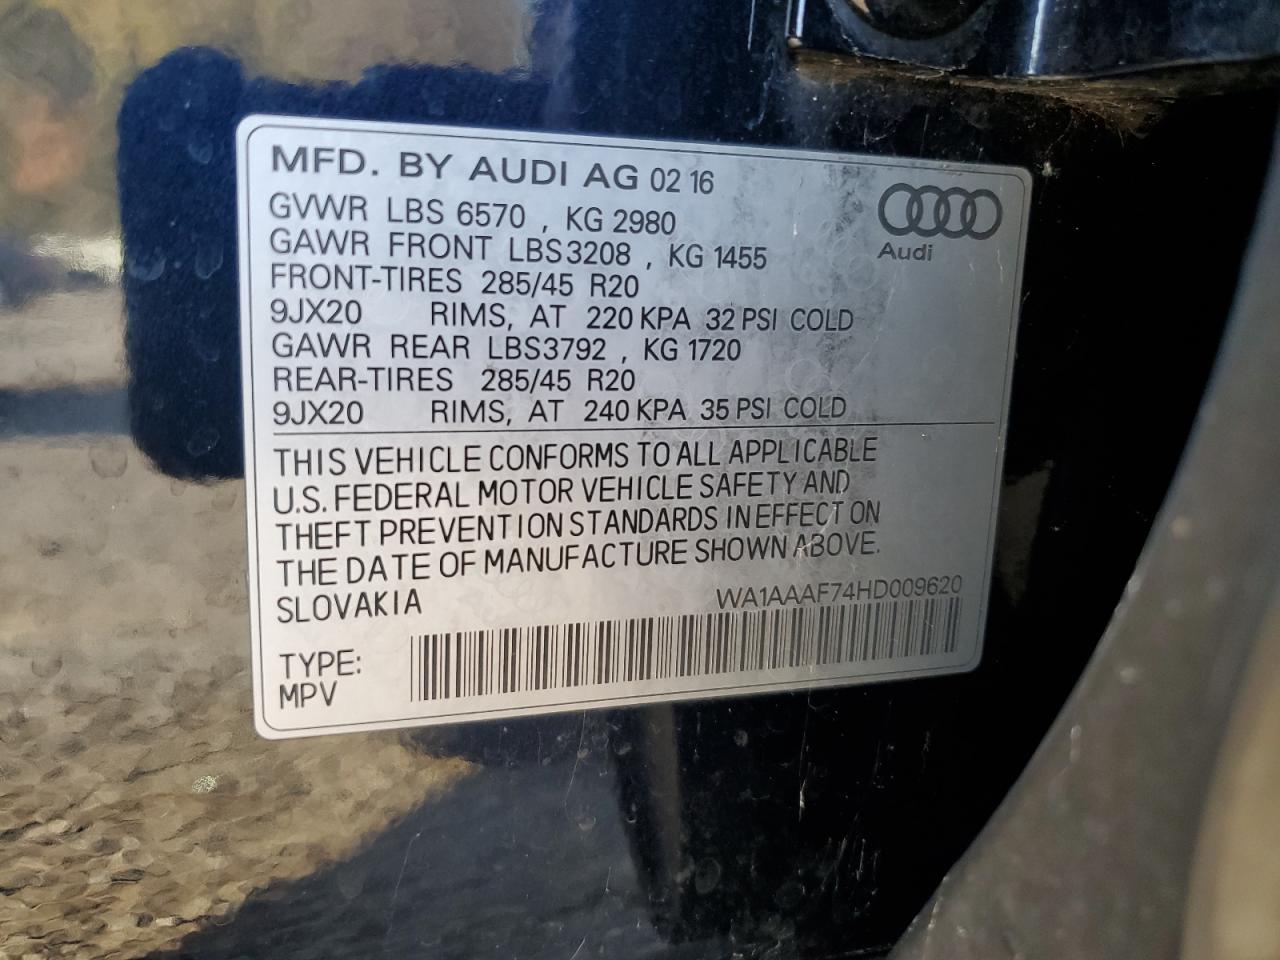 MFD. BY AUDI AG 02 16
GVWR LBS 6570 , KG 2980
GAWR FRONT LBS3208 , KG 1455
Audi
FRONT-TIRES 285/45 R20
9JX20 RIMS, AT 220 KPA 32 PSI COLD
GAWR REAR LBS3792 , KG 1720
REAR-TIRES 285/45 R20
9JX20 RIMS, AT 240 KPA 35 PSI COLD
THIS VEHICLE CONFORMS TO ALL APPLICABLE
U.S. FEDERAL MOTOR VEHICLE SAFETY AND
THEFT PREVENTION STANDARDS IN EFFECT ON
THE DATE OF MANUFACTURE SHOWN ABOVE.
SLOVAKIA WA1AAAF74HD009620
TYPE:
MPV